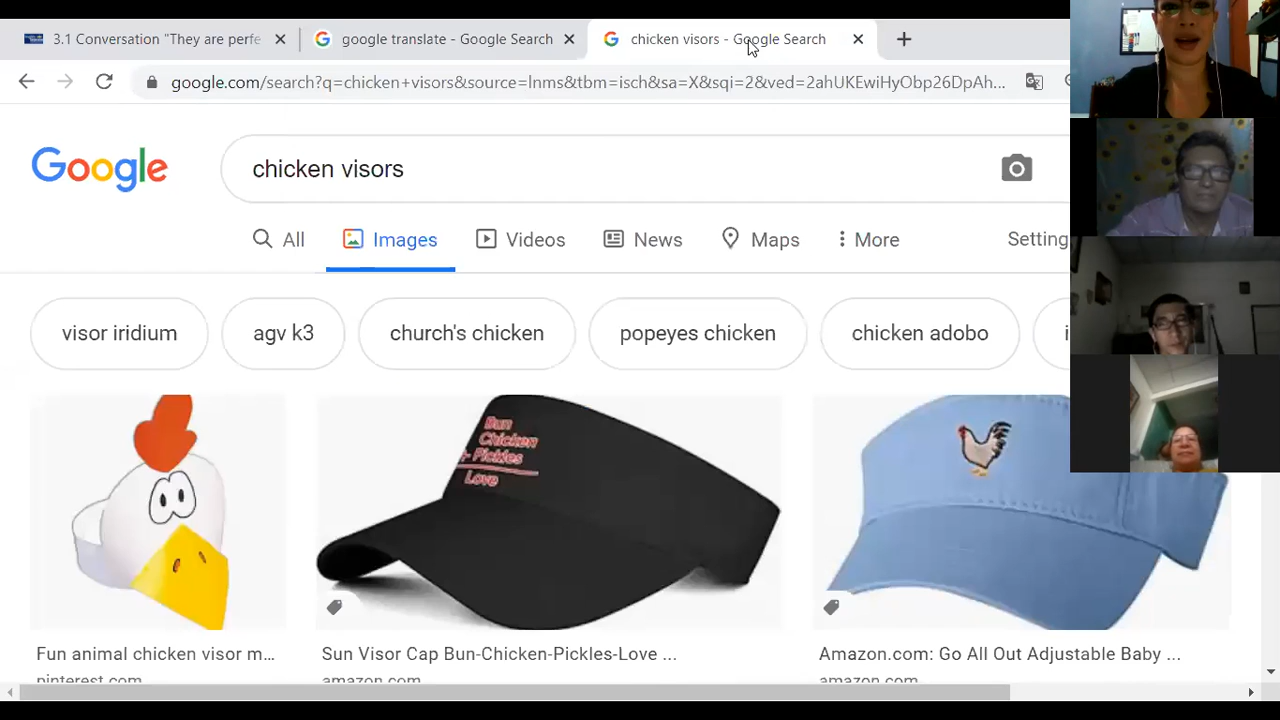 3.1 Conversation "They are perfe
google translate - Google Search
chicken visors - Google Search
google.com/search?q=chicken+visors&source=lnms&tbm=isch&sa=X&sqi=2&ved=2ahUKEwiHyObp26DpAh...
Google
chicken visors
All
Images
Videos
News
Maps
More
Setting
visor iridium
agv k3
church's chicken
popeyes chicken
chicken adobo
Bun
Chicken
+ Pickles
Love
Fun animal chicken visor m...
Sun Visor Cap Bun-Chicken-Pickles-Love ...
Amazon.com: Go All Out Adjustable Baby ...
pinterest.com
amazon.com
amazon.com